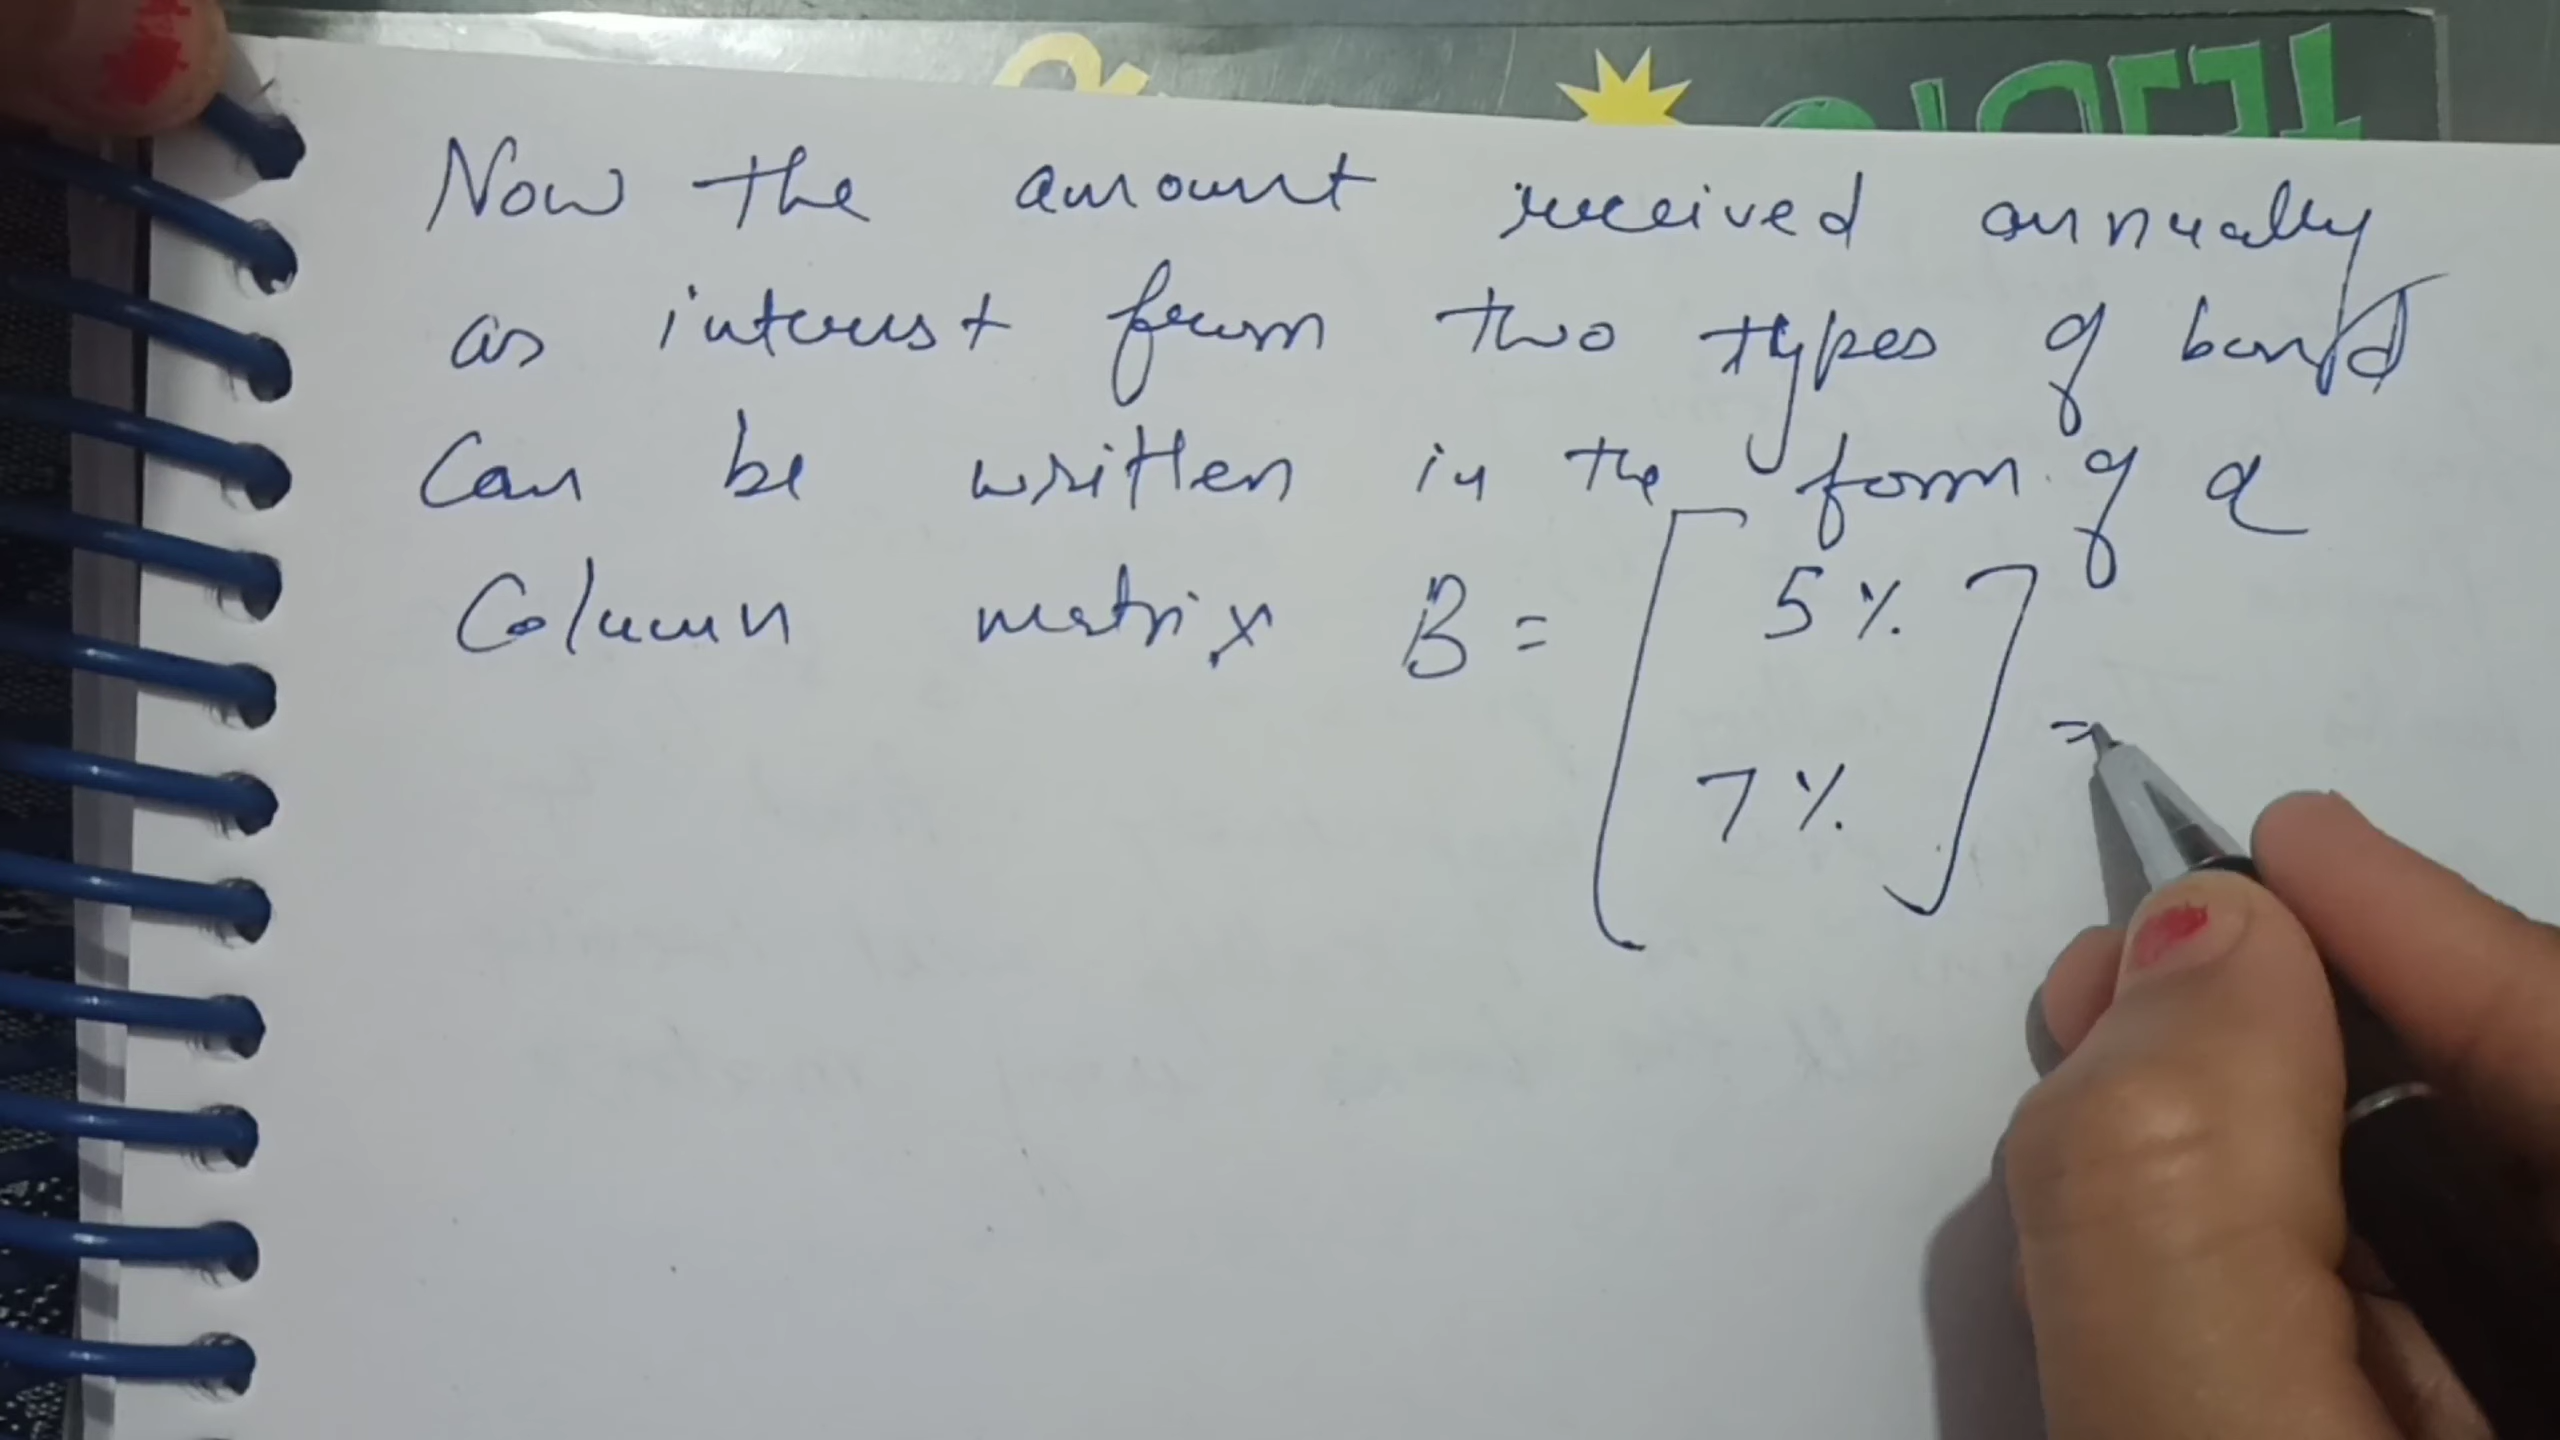 Now the amount received annually
as interest from two types of bond
Can be written in the form of a
Column matrix B = [ 5% ] =
7%